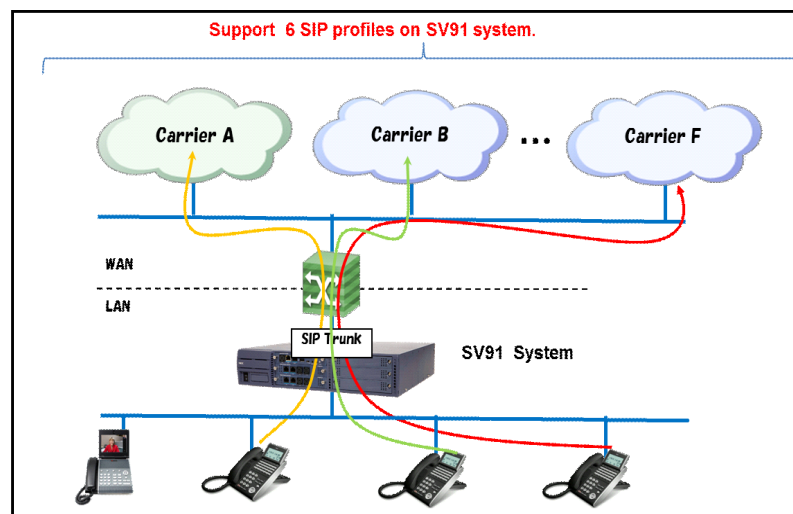 Support 6 SIP profiles on SV91 system.
Carrier A
Carrier B
...
Carrier F
WAN
LAN
SIP Trunk
SV91 System